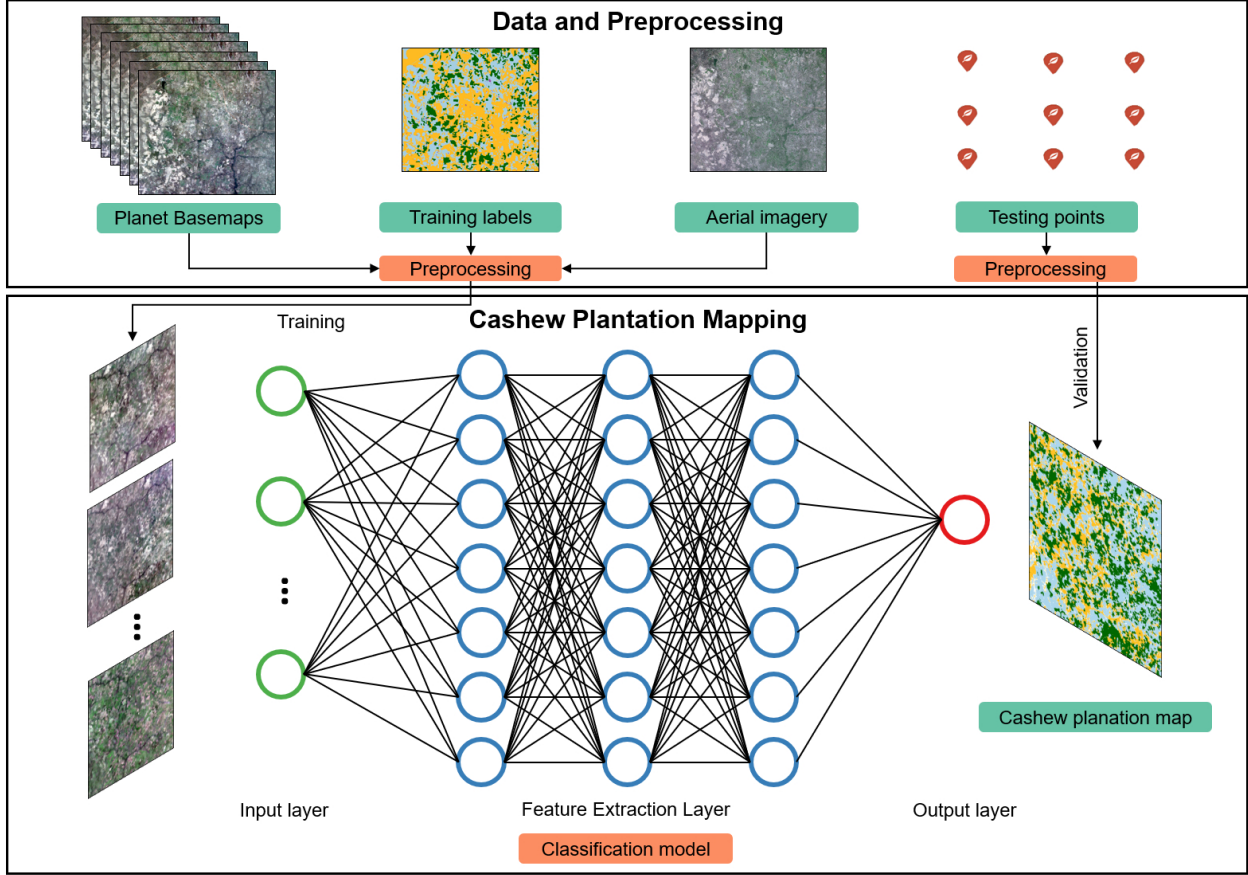 Data and Preprocessing
Planet Basemaps
Training labels
Aerial imagery
Testing points
Preprocessing
Preprocessing
Training
Cashew Plantation Mapping
Validation
Cashew planation map
Input layer
Feature Extraction Layer
Output layer
Classification model